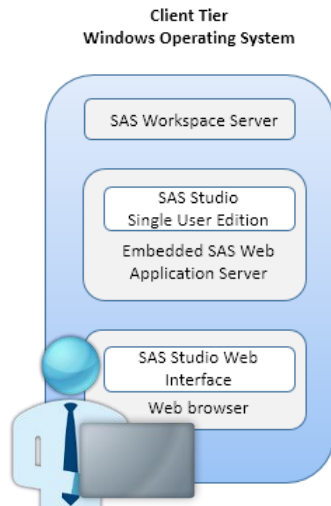 Client Tier
Windows Operating System
SAS Workspace Server
SAS Studio
Single User Edition
Embedded SAS Web
Application Server
SAS Studio Web
Interface
Web browser